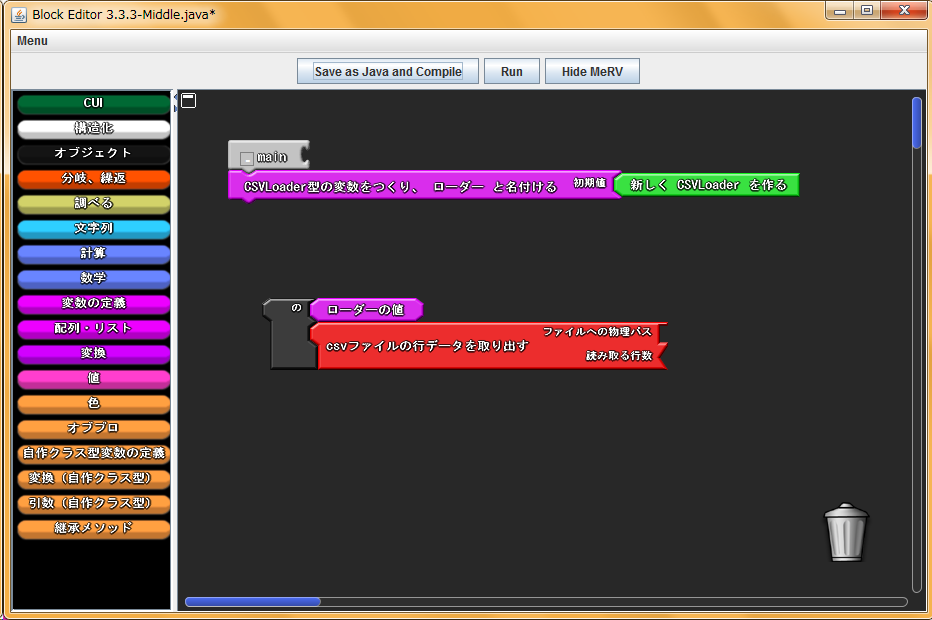 Block Editor 3.3.3-Middle.java*
Menu
Save as Java and Compile
Run
Hide MeRV
CUI
構造化
オブジェクト
分岐、繰返
調べる
文字列
計算
数学
変数の定義
配列・リスト
変換
値
色
オブプロ
自作クラス型変数の定義
変換（自作クラス型）
引数（自作クラス型）
継承メソッド
main
CSVLoader型の変数をつくり、 ローダー と名付ける 初期値 新しく CSVLoader を作る
の ローダーの値
csvファイルの行データを取り出す
ファイルへの物理パス
読み取る行数